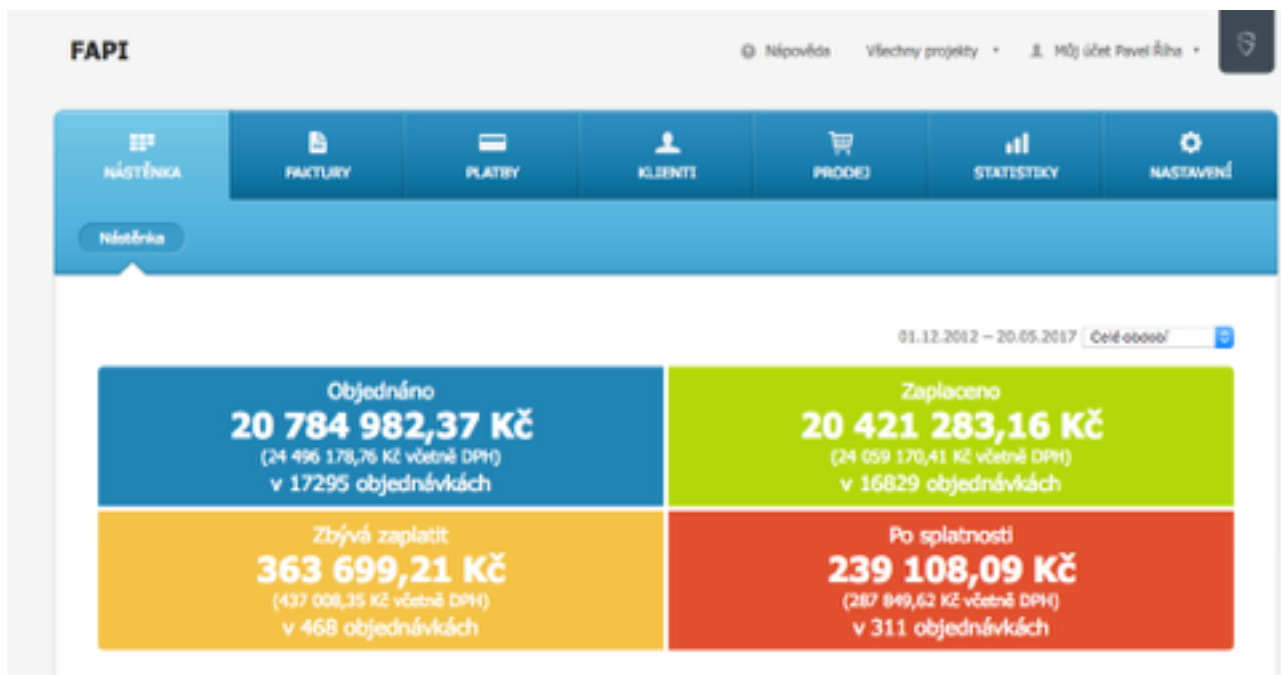 FAPI
Nápověda Všechny projekty Můj účet Pavel Říha
NÁSTĚNKA FAKTURY PLATBY KLIENTI PRODEJ STATISTIKY NASTAVENÍ
Nástěnka
01.12.2012 – 20.05.2017 Celé období
Objednáno
20 784 982,37 Kč
(24 496 178,76 Kč včetně DPH)
v 17295 objednávkách
Zaplaceno
20 421 283,16 Kč
(24 059 170,41 Kč včetně DPH)
v 16829 objednávkách
Zbývá zaplatit
363 699,21 Kč
(437 008,35 Kč včetně DPH)
v 468 objednávkách
Po splatnosti
239 108,09 Kč
(287 849,62 Kč včetně DPH)
v 311 objednávkách